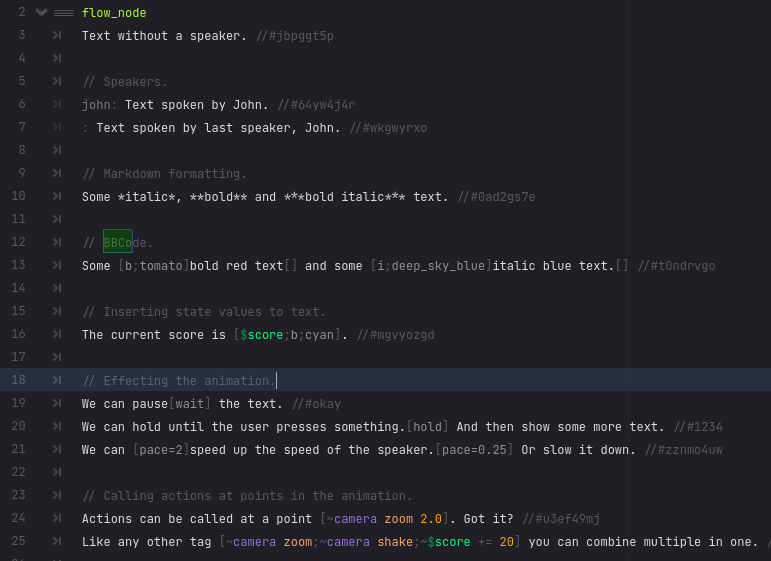 2 flow_node
3 Text without a speaker. //#jbpggt5p
4
5 // Speakers.
6 john: Text spoken by John. //#64yw4j4r
7 : Text spoken by last speaker, John. //#wkgwyrxo
8
9 // Markdown formatting.
10 Some *italic*, **bold** and ***bold italic*** text. //#0ad2gs7e
11
12 // BBCode.
13 Some [b;tomato]bold red text[] and some [i;deep_sky_blue]italic blue text.[] //#t0ndrvgo
14
15 // Inserting state values to text.
16 The current score is [$score;b;cyan]. //#mgvyozgd
17
18 // Effecting the animation.
19 We can pause[wait] the text. //#okay
20 We can hold until the user presses something.[hold] And then show some more text. //#1234
21 We can [pace=2]speed up the speed of the speaker.[pace=0.25] Or slow it down. //#zznmo4uw
22
23 // Calling actions at points in the animation.
24 Actions can be called at a point [~camera zoom 2.0]. Got it? //#u3ef49mj
25 Like any other tag [~camera zoom;~camera shake;~$score += 20] you can combine multiple in one. /